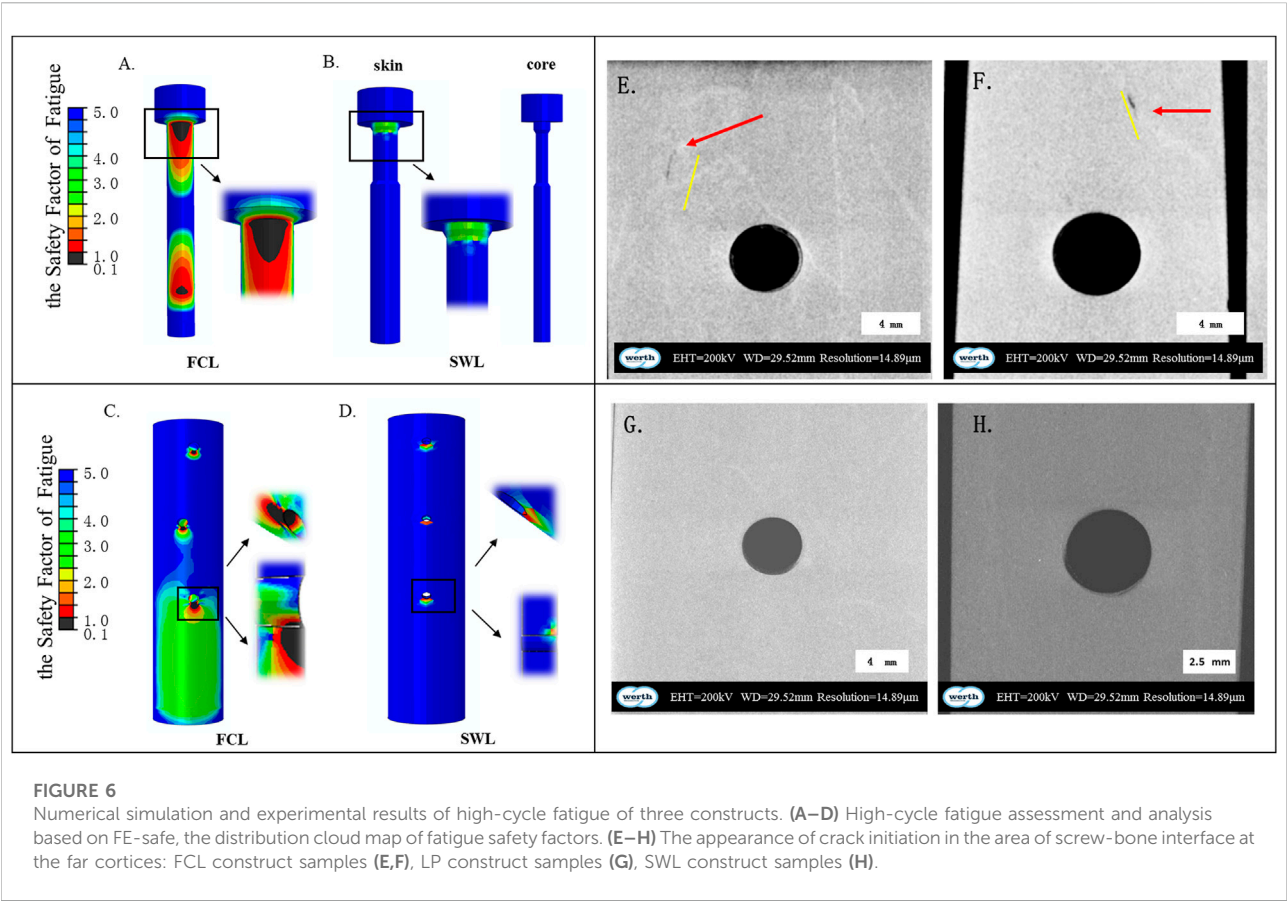 A.
B.
skin
core
the Safety Factor of Fatigue
5.0
4.0
3.0
2.0
1.0
0.1
FCL
SWL
C.
D.
the Safety Factor of Fatigue
5.0
4.0
3.0
2.0
1.0
0.1
FCL
SWL
E.
4 mm
werth EHT=200kV WD=29.52mm Resolution=14.89μm
F.
4 mm
werth EHT=200kV WD=29.52mm Resolution=14.89μm
G.
4 mm
werth EHT=200kV WD=29.52mm Resolution=14.89μm
H.
2.5 mm
werth EHT=200kV WD=29.52mm Resolution=14.89μm
FIGURE 6
Numerical simulation and experimental results of high-cycle fatigue of three constructs. (A–D) High-cycle fatigue assessment and analysis
based on FE-safe, the distribution cloud map of fatigue safety factors. (E–H) The appearance of crack initiation in the area of screw-bone interface at
the far cortices: FCL construct samples (E,F), LP construct samples (G), SWL construct samples (H).